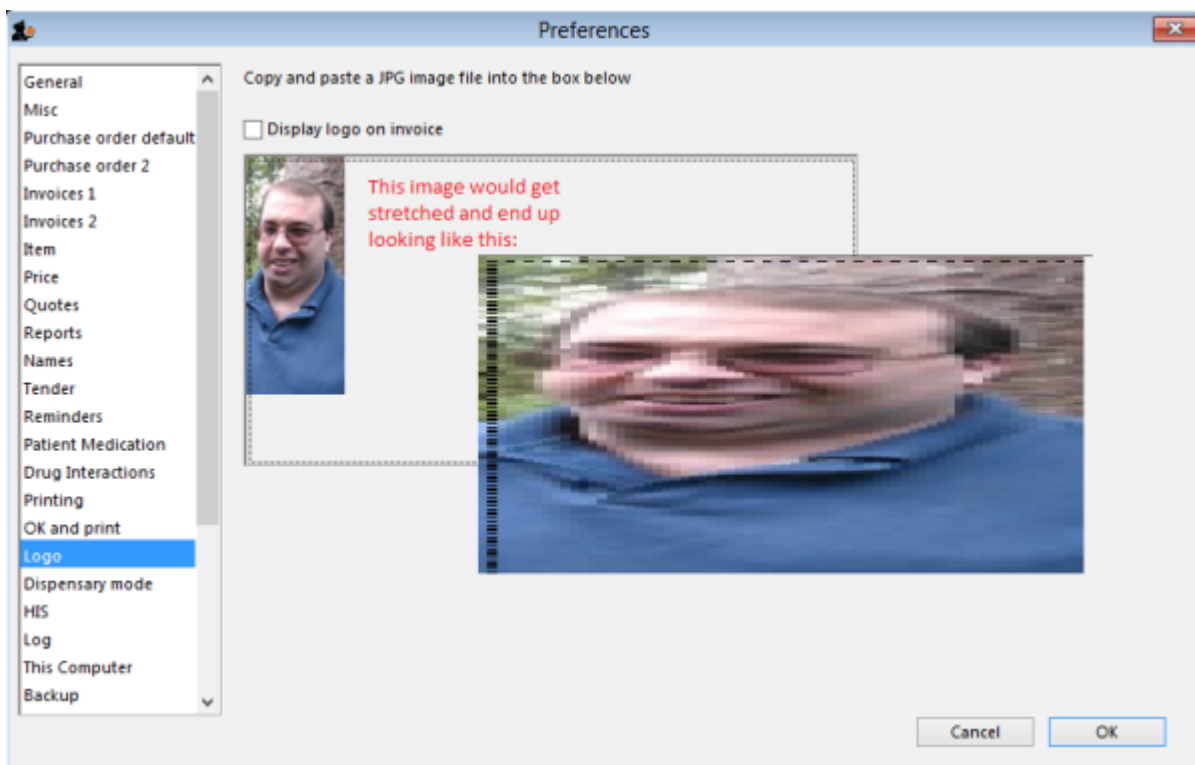 Preferences
General
Misc
Purchase order default
Purchase order 2
Invoices 1
Invoices 2
Item
Price
Quotes
Reports
Names
Tender
Reminders
Patient Medication
Drug Interactions
Printing
OK and print
Logo
Dispensary mode
HIS
Log
This Computer
Backup
Copy and paste a JPG image file into the box below
Display logo on invoice
This image would get
stretched and end up
looking like this:
Cancel
OK